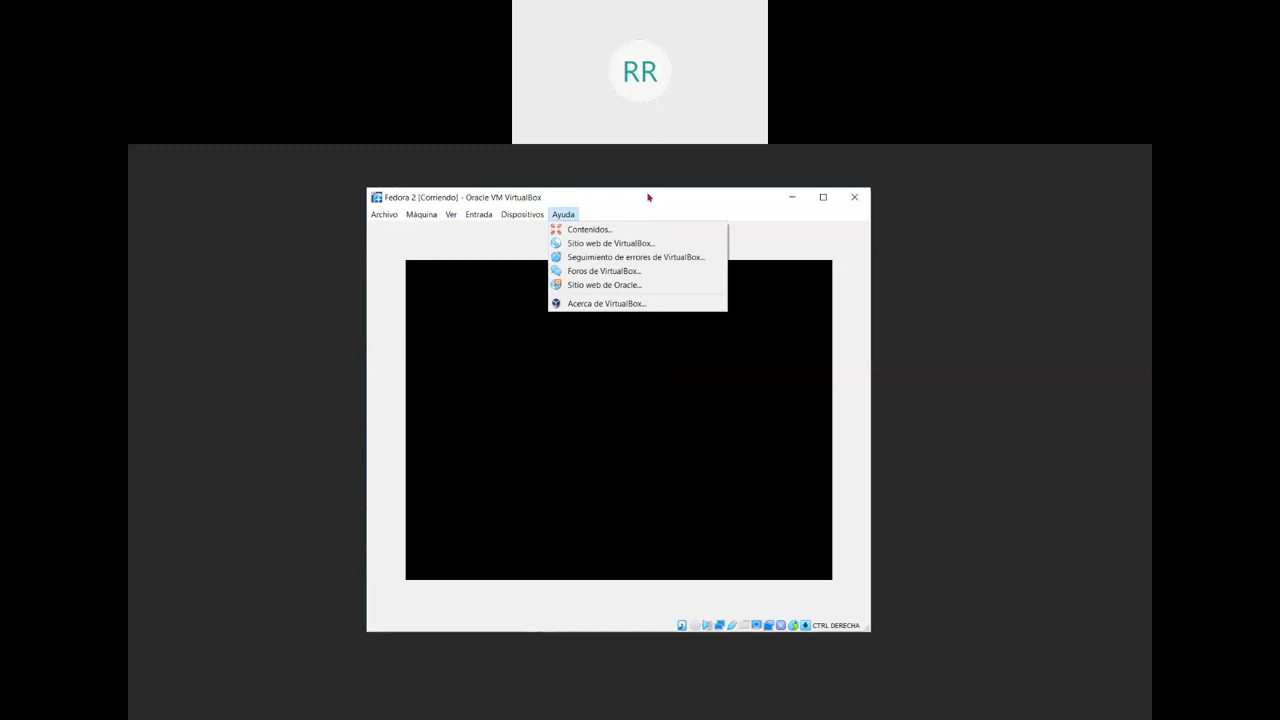 RR
Fedora 2 [Corriendo] - Oracle VM VirtualBox
Archivo Máquina Ver Entrada Dispositivos Ayuda
Contenidos...
Sitio web de VirtualBox...
Seguimiento de errores de VirtualBox...
Foros de VirtualBox...
Sitio web de Oracle...
Acerca de VirtualBox...
CTRL DERECHA